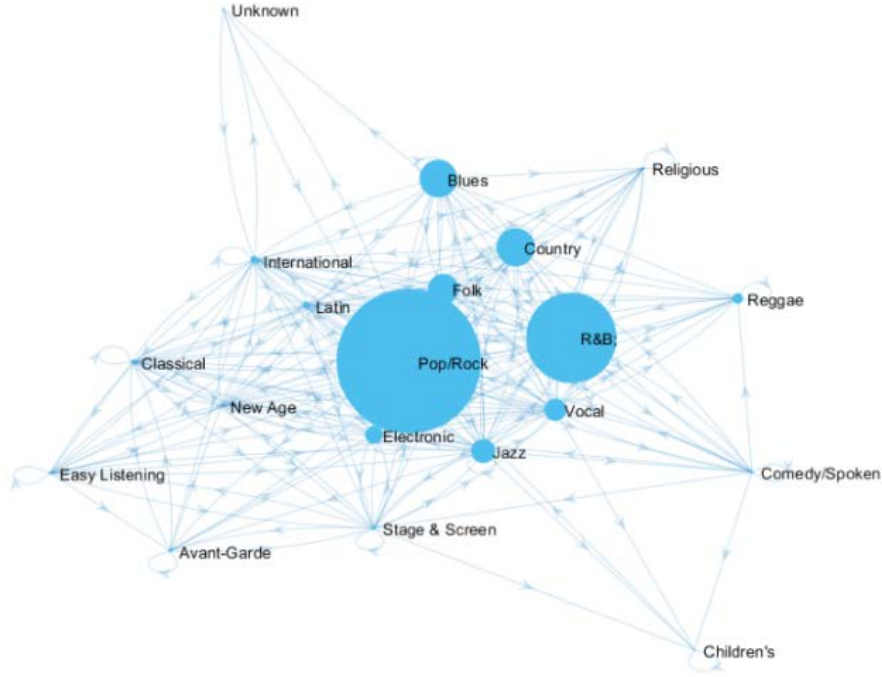 Unknown
Blues
Religious
Country
International
Folk
Reggae
Latin
R&B;
Classical
Pop/Rock
New Age
Vocal
Electronic
Jazz
Easy Listening
Comedy/Spoken
Stage & Screen
Avant-Garde
Children's